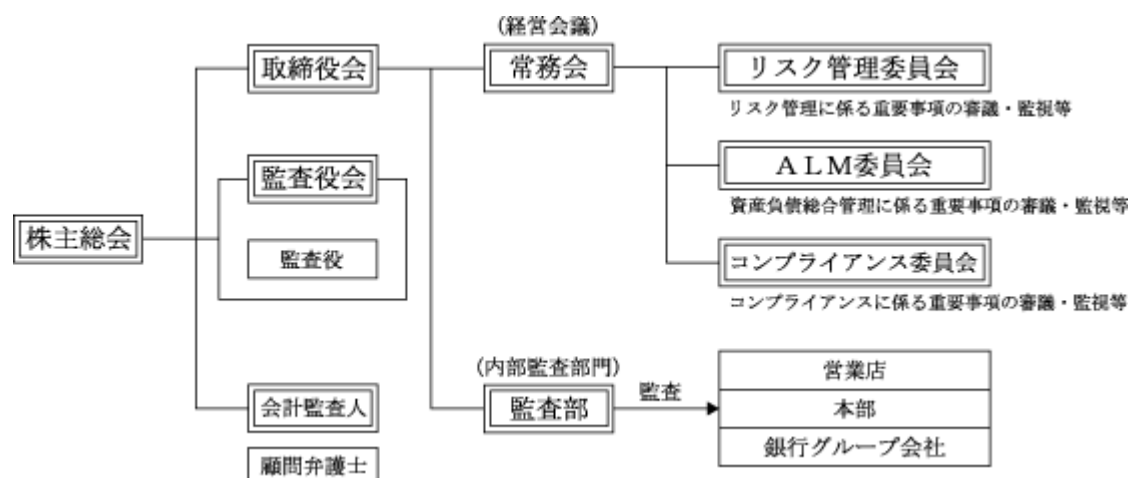 (経営会議)
取締役会
常務会
リスク管理委員会
リスク管理に係る重要事項の審議・監視等
監査役会
ALM委員会
資産負債総合管理に係る重要事項の審議・監視等
株主総会
監査役
コンプライアンス委員会
コンプライアンスに係る重要事項の審議・監視等
(内部監査部門)
会計監査人
監査部
監査
営業店
本部
銀行グループ会社
顧問弁護士